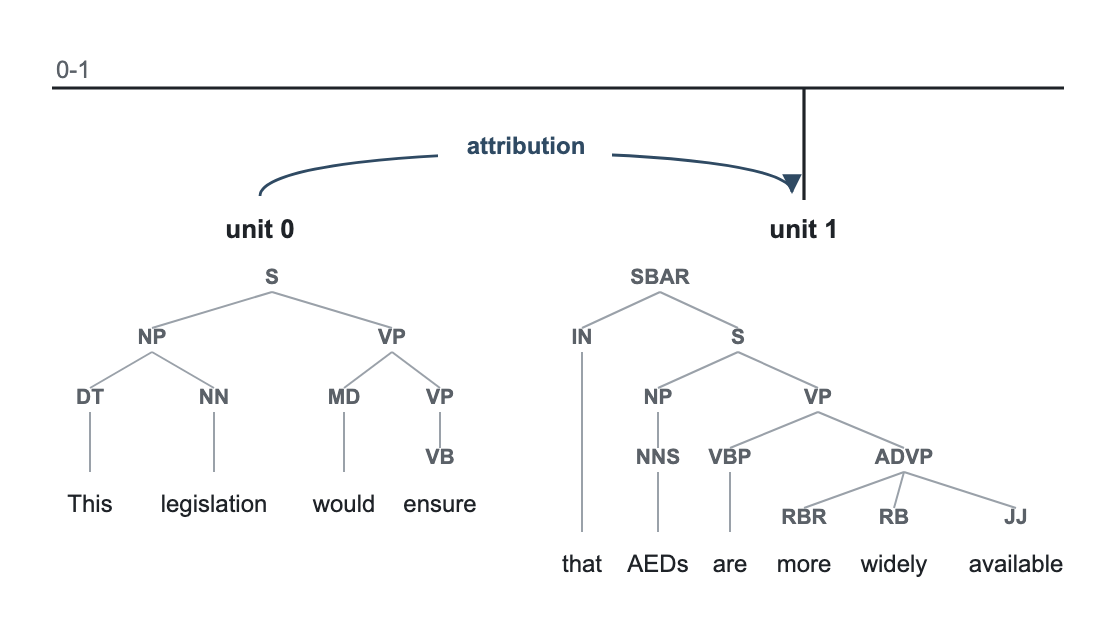 0-1
attribution
unit 0 unit 1
S SBAR
NP VP IN S
DT NN MD VP NP VP
VB NNS VBP ADVP
This legislation would ensure RBR RB JJ
that AEDs are more widely available